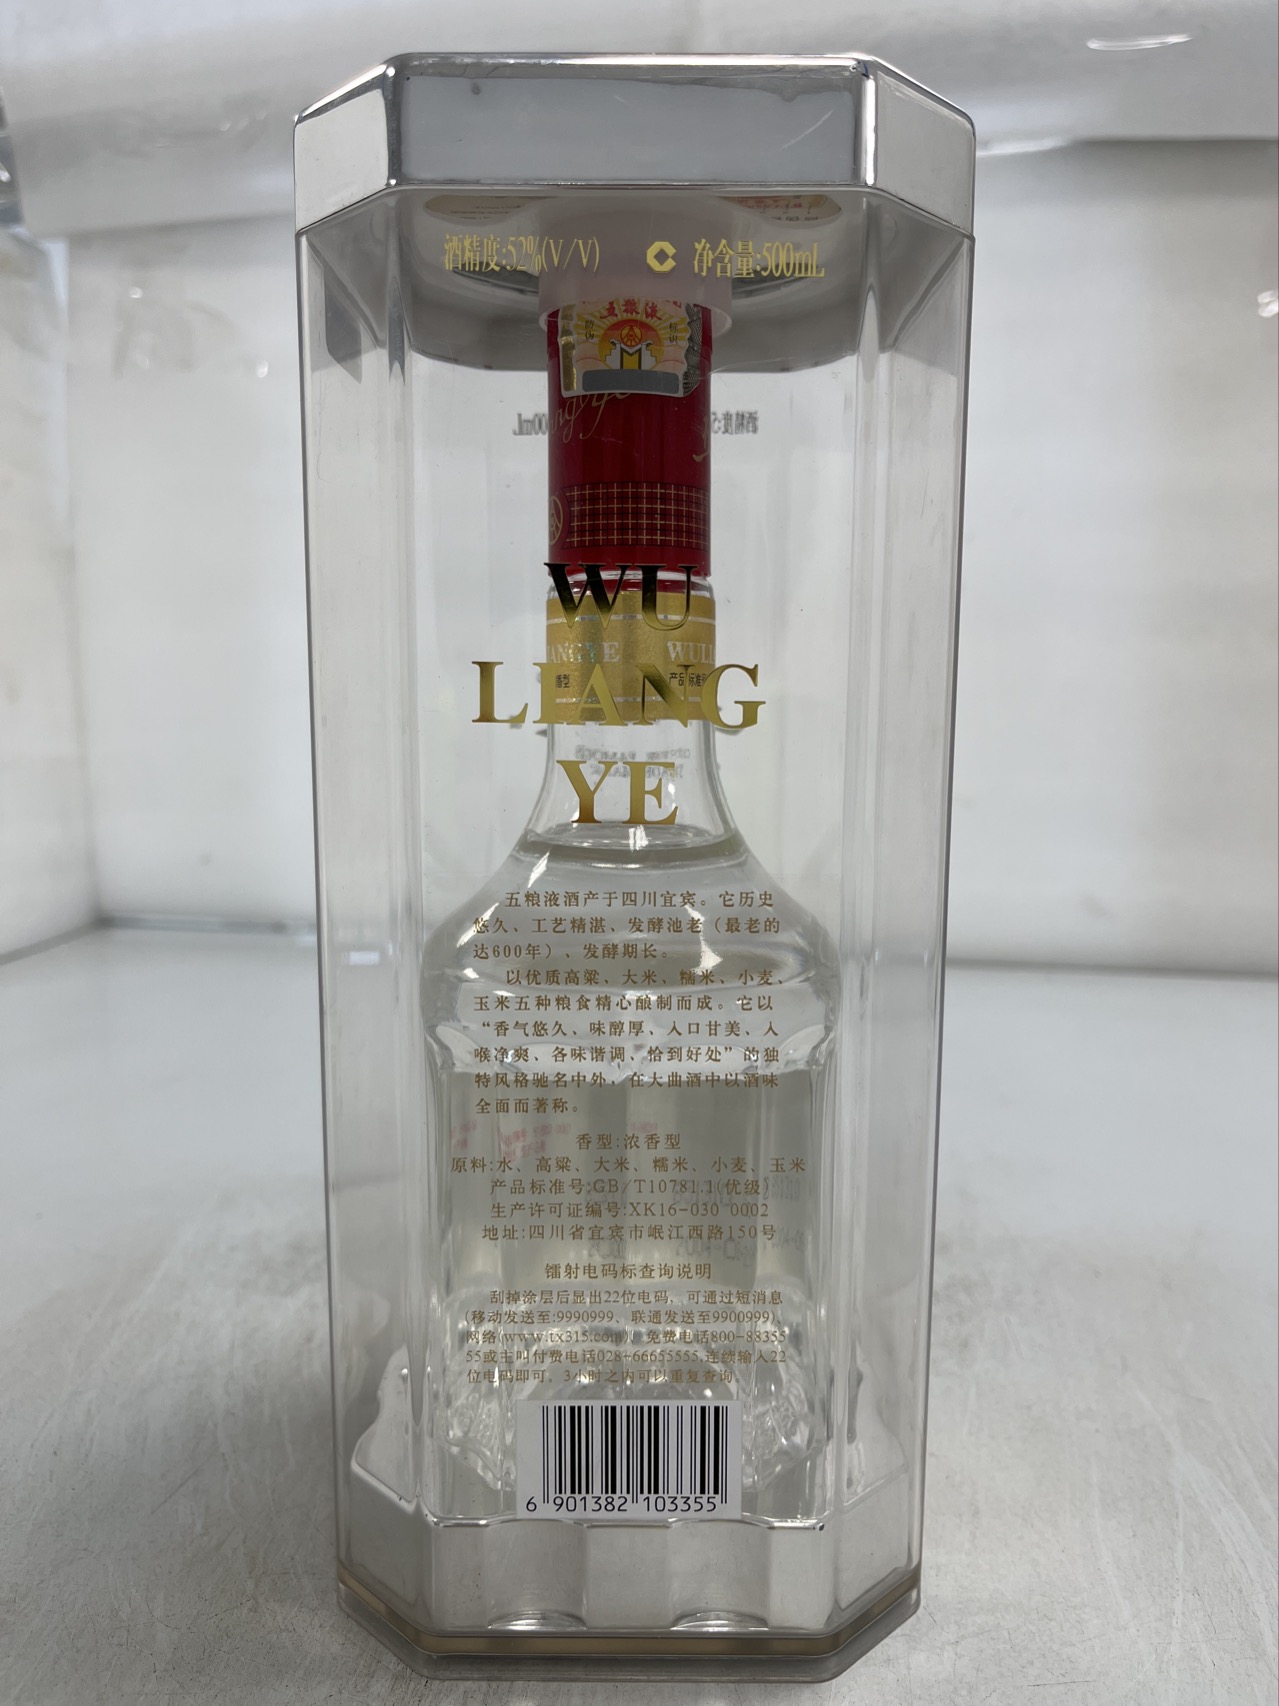 酒精度:52%(V/V) 净含量:500mL
五粮液
WU
ANGYE WULI
香型 产品标准号
LIANG
YE
五粮液酒产于四川宜宾。它历史
悠久、工艺精湛、发酵池老（最老的
达600年）、发酵期长。
以优质高粱、大米、糯米、小麦、
玉米五种粮食精心酿制而成。它以
“香气悠久、味醇厚、入口甘美、入
喉净爽、各味谐调、恰到好处”的独
特风格驰名中外，在大曲酒中以酒味
全面而著称。
香型:浓香型
原料:水、高粱、大米、糯米、小麦、玉米
产品标准号:GB/T10781.1(优级)
生产许可证编号:XK16-030 0002
地址:四川省宜宾市岷江西路150号
镭射电码标查询说明
刮掉涂层后显出22位电码，可通过短消息
(移动发送至:9990999、联通发送至9900999)、
网络(www.tx315.com)、免费电话800-88355
55或主叫付费电话028-66655555,连续输入22
位电码即可。3小时之内可以重复查询。
6 901382 103355